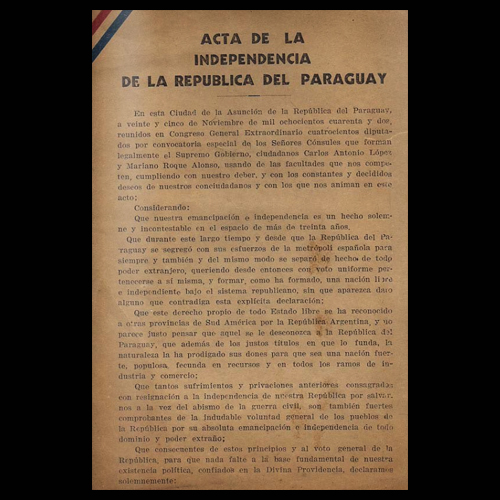 ACTA DE LA
INDEPENDENCIA
DE LA REPUBLICA DEL PARAGUAY
En esta Ciudad de la Asunción de la República del Paraguay,
a veinte y cinco de Noviembre de mil ochocientos cuarenta y dos,
reunidos en Congreso General Extraordinario cuatrocientos diputa-
dos por convocatoria especial de los Señores Cónsules que forman
legalmente el Supremo Gobierno, ciudadanos Carlos Antonio López
y Mariano Roque Alonso, usando de las facultades que nos compe-
ten, cumpliendo con nuestro deber, y con los constantes y decididos
deseos de nuestros conciudadanos y con los que nos animan en este
acto;
Considerando:
Que nuestra emancipación e independencia es un hecho solem-
ne y incontestable en el espacio de más de treinta años.
Que durante este largo tiempo y desde que la República del Pa-
raguay se segregó con sus esfuerzos de la metrópoli española para
siempre y también y del mismo modo se separó de hecho de todo
poder extranjero, queriendo desde entonces con voto uniforme per-
tenecerse a sí misma, y formar, como ha formado, una nación libre
e independiente bajo el sistema republicano, sin que aparezca dato
alguno que contradiga esta explícita declaración;
Que este derecho propio de todo Estado libre se ha reconocido
a otras provincias de Sud América por la República Argentina, y no
parece justo pensar que aquel se le desconozca a la República del
Paraguay, que además de los justos títulos en que lo funda, la
naturaleza la ha prodigado sus dones para que sea una nación fuer-
te, populosa, fecunda en recursos y en todos los ramos de in-
dustria y comercio;
Que tantos sufrimientos y privaciones anteriores consagradas
con resignación a la independencia de nuestra República por salvar-
nos a la vez del abismo de la guerra civil, son también fuertes
comprobantes de la indudable voluntad general de los pueblos de
la República por su absoluta emancipación e independencia de todo
dominio y poder extraño;
Que consecuentes de estos principios y al voto general de la
República, para que nada falte a la base fundamental de nuestra
existencia política, confiados en la Divina Providencia, declaramos
solemnemente: